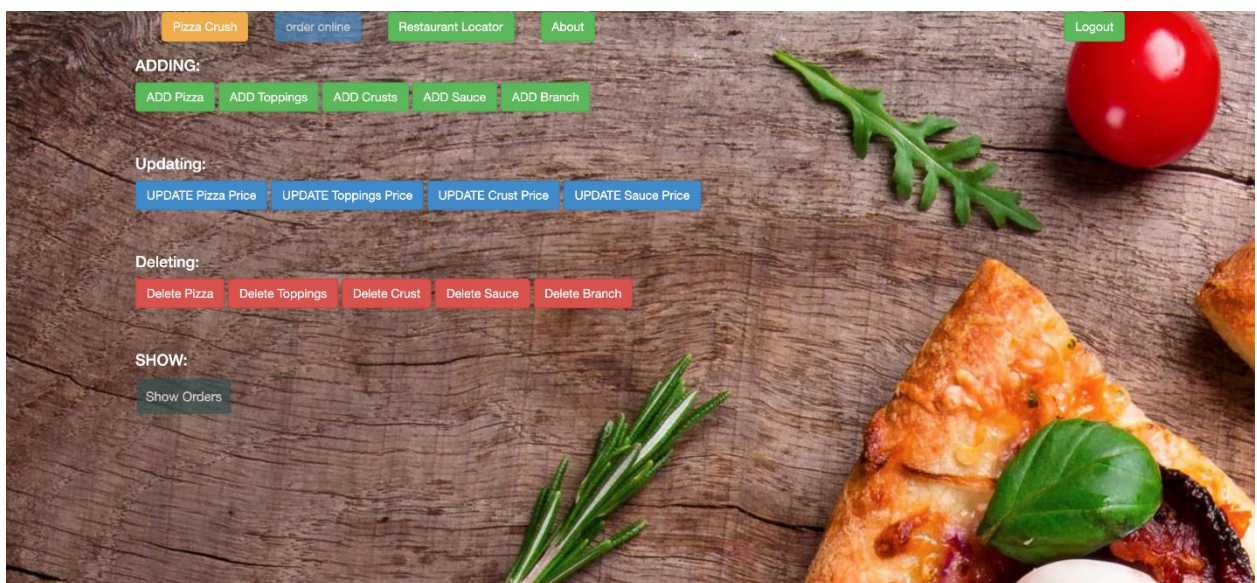 Pizza Crush order online Restaurant Locator About Logout
ADDING:
ADD Pizza ADD Toppings ADD Crusts ADD Sauce ADD Branch
Updating:
UPDATE Pizza Price UPDATE Toppings Price UPDATE Crust Price UPDATE Sauce Price
Deleting:
Delete Pizza Delete Toppings Delete Crust Delete Sauce Delete Branch
SHOW:
Show Orders